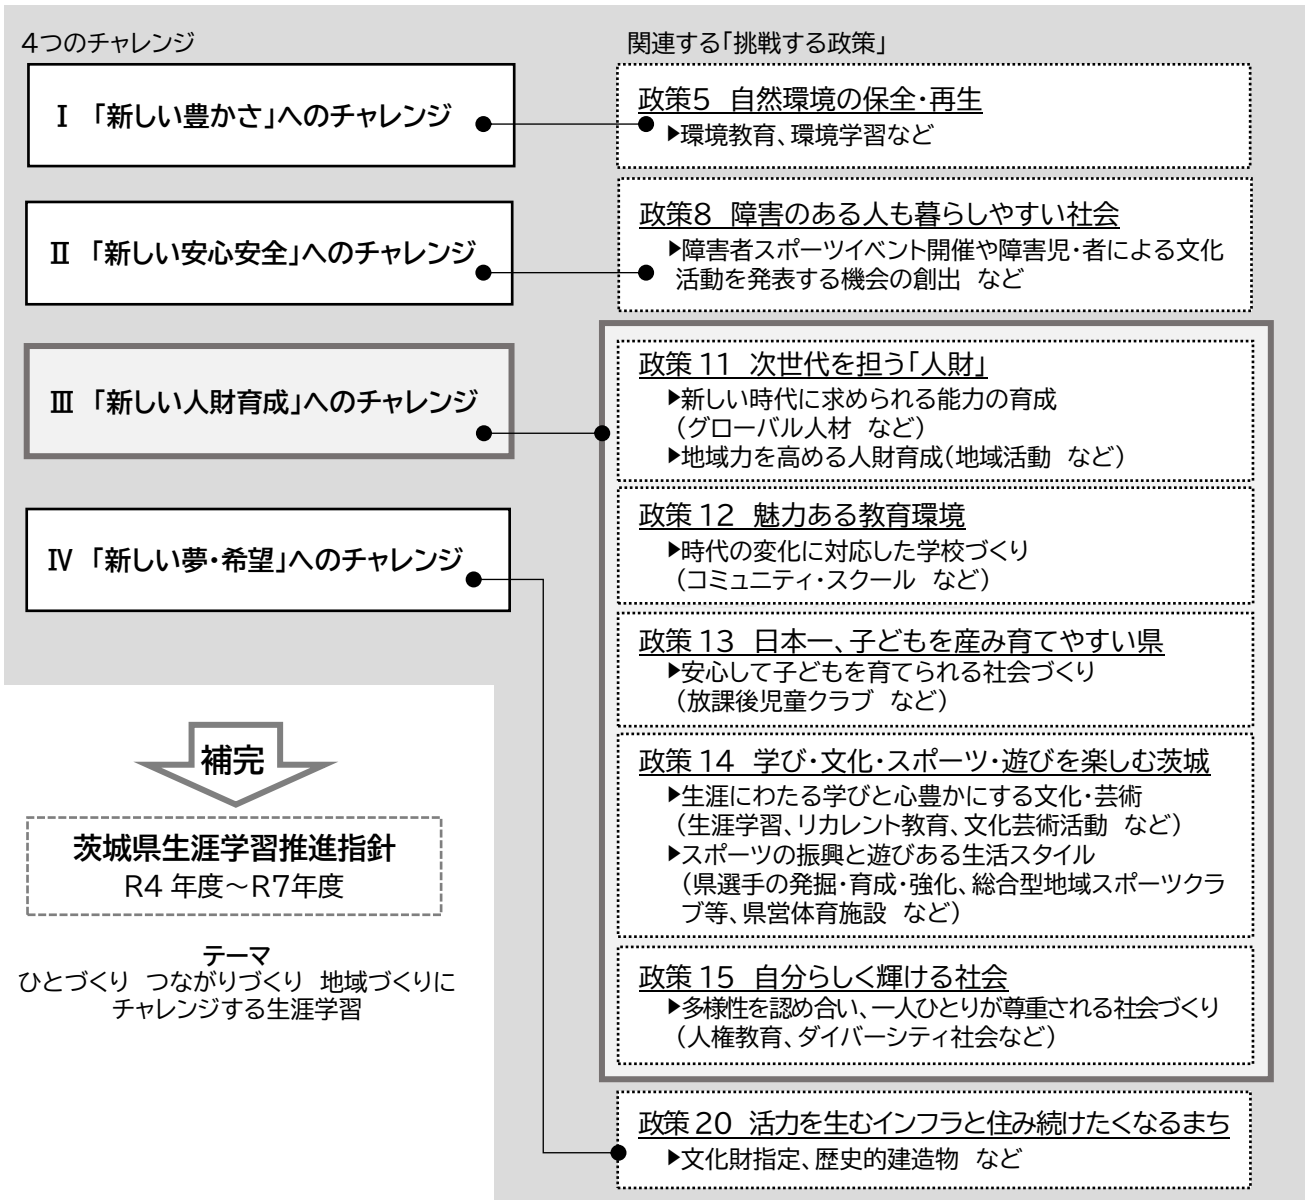 4つのチャレンジ
Ⅰ 「新しい豊かさ」へのチャレンジ
Ⅱ 「新しい安心安全」へのチャレンジ
Ⅲ 「新しい人財育成」へのチャレンジ
Ⅳ 「新しい夢・希望」へのチャレンジ
補完
茨城県生涯学習推進指針
R4 年度～R7年度
テーマ
ひとづくり つながりづくり 地域づくりに
チャレンジする生涯学習
関連する「挑戦する政策」
政策5 自然環境の保全・再生
▶環境教育、環境学習など
政策8 障害のある人も暮らしやすい社会
▶障害者スポーツイベント開催や障害児・者による文化
活動を発表する機会の創出 など
政策 11 次世代を担う「人財」
▶新しい時代に求められる能力の育成
（グローバル人材 など）
▶地域力を高める人財育成（地域活動 など）
政策 12 魅力ある教育環境
▶時代の変化に対応した学校づくり
（コミュニティ・スクール など）
政策 13 日本一、子どもを産み育てやすい県
▶安心して子どもを育てられる社会づくり
（放課後児童クラブ など）
政策 14 学び・文化・スポーツ・遊びを楽しむ茨城
▶生涯にわたる学びと心豊かにする文化・芸術
（生涯学習、リカレント教育、文化芸術活動 など）
▶スポーツの振興と遊びある生活スタイル
（県選手の発掘・育成・強化、総合型地域スポーツクラ
ブ等、県営体育施設 など）
政策 15 自分らしく輝ける社会
▶多様性を認め合い、一人ひとりが尊重される社会づくり
（人権教育、ダイバーシティ社会など）
政策 20 活力を生むインフラと住み続けたくなるまち
▶文化財指定、歴史的建造物 など